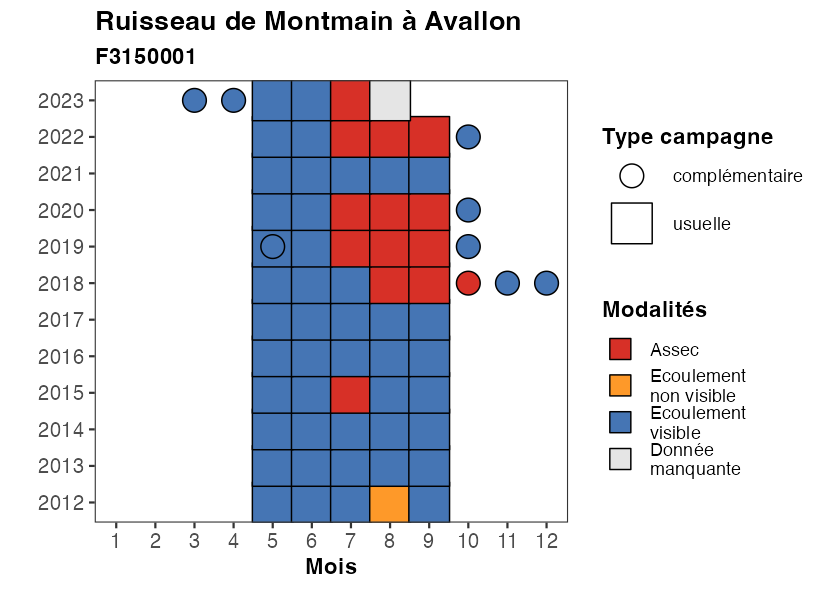 Ruisseau de Montmain à Avallon
F3150001
2023
2022
2021
2020
2019
2018
2017
2016
2015
2014
2013
2012
1 2 3 4 5 6 7 8 9 10 11 12
Mois
Type campagne
complémentaire
usuelle
Modalités
Assec
Ecoulement
non visible
Ecoulement
visible
Donnée
manquante